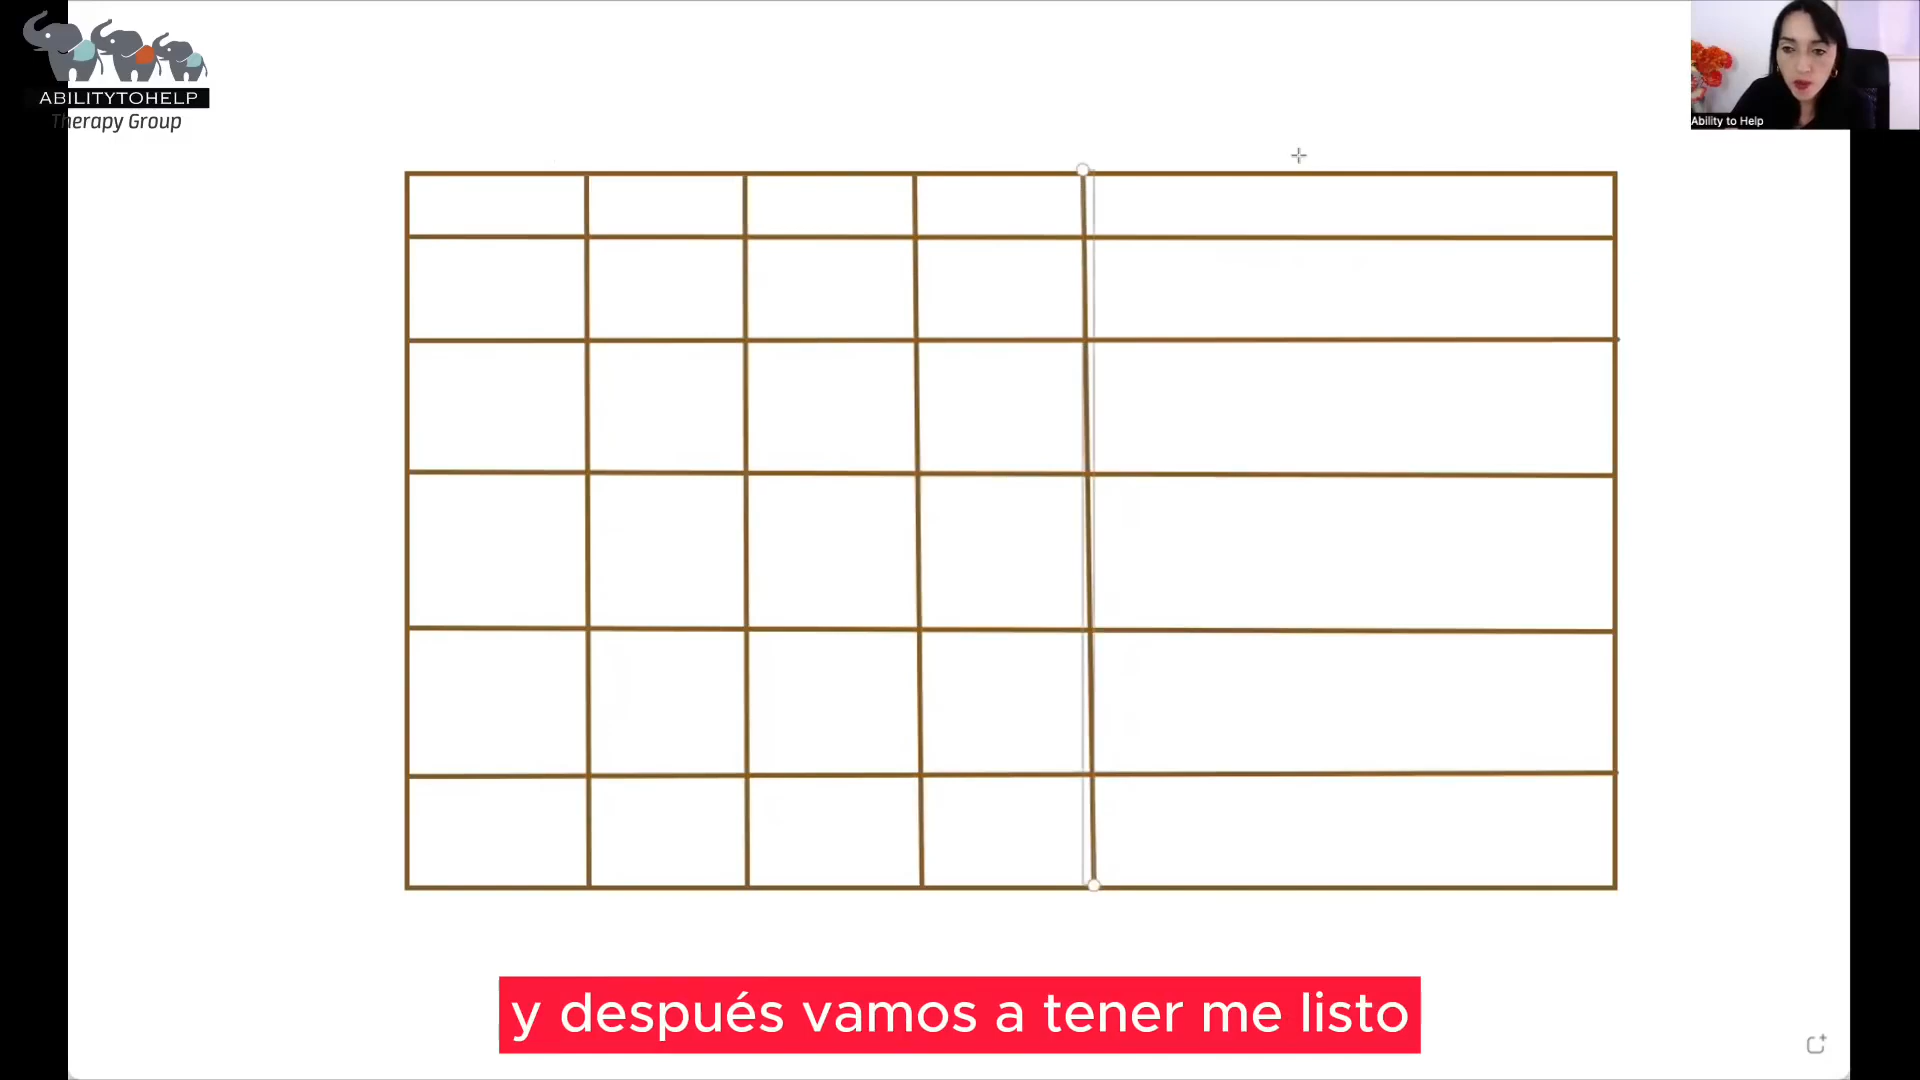 ABILITYTOHELP
Therapy Group
Ability to Help
y después vamos a tener me listo